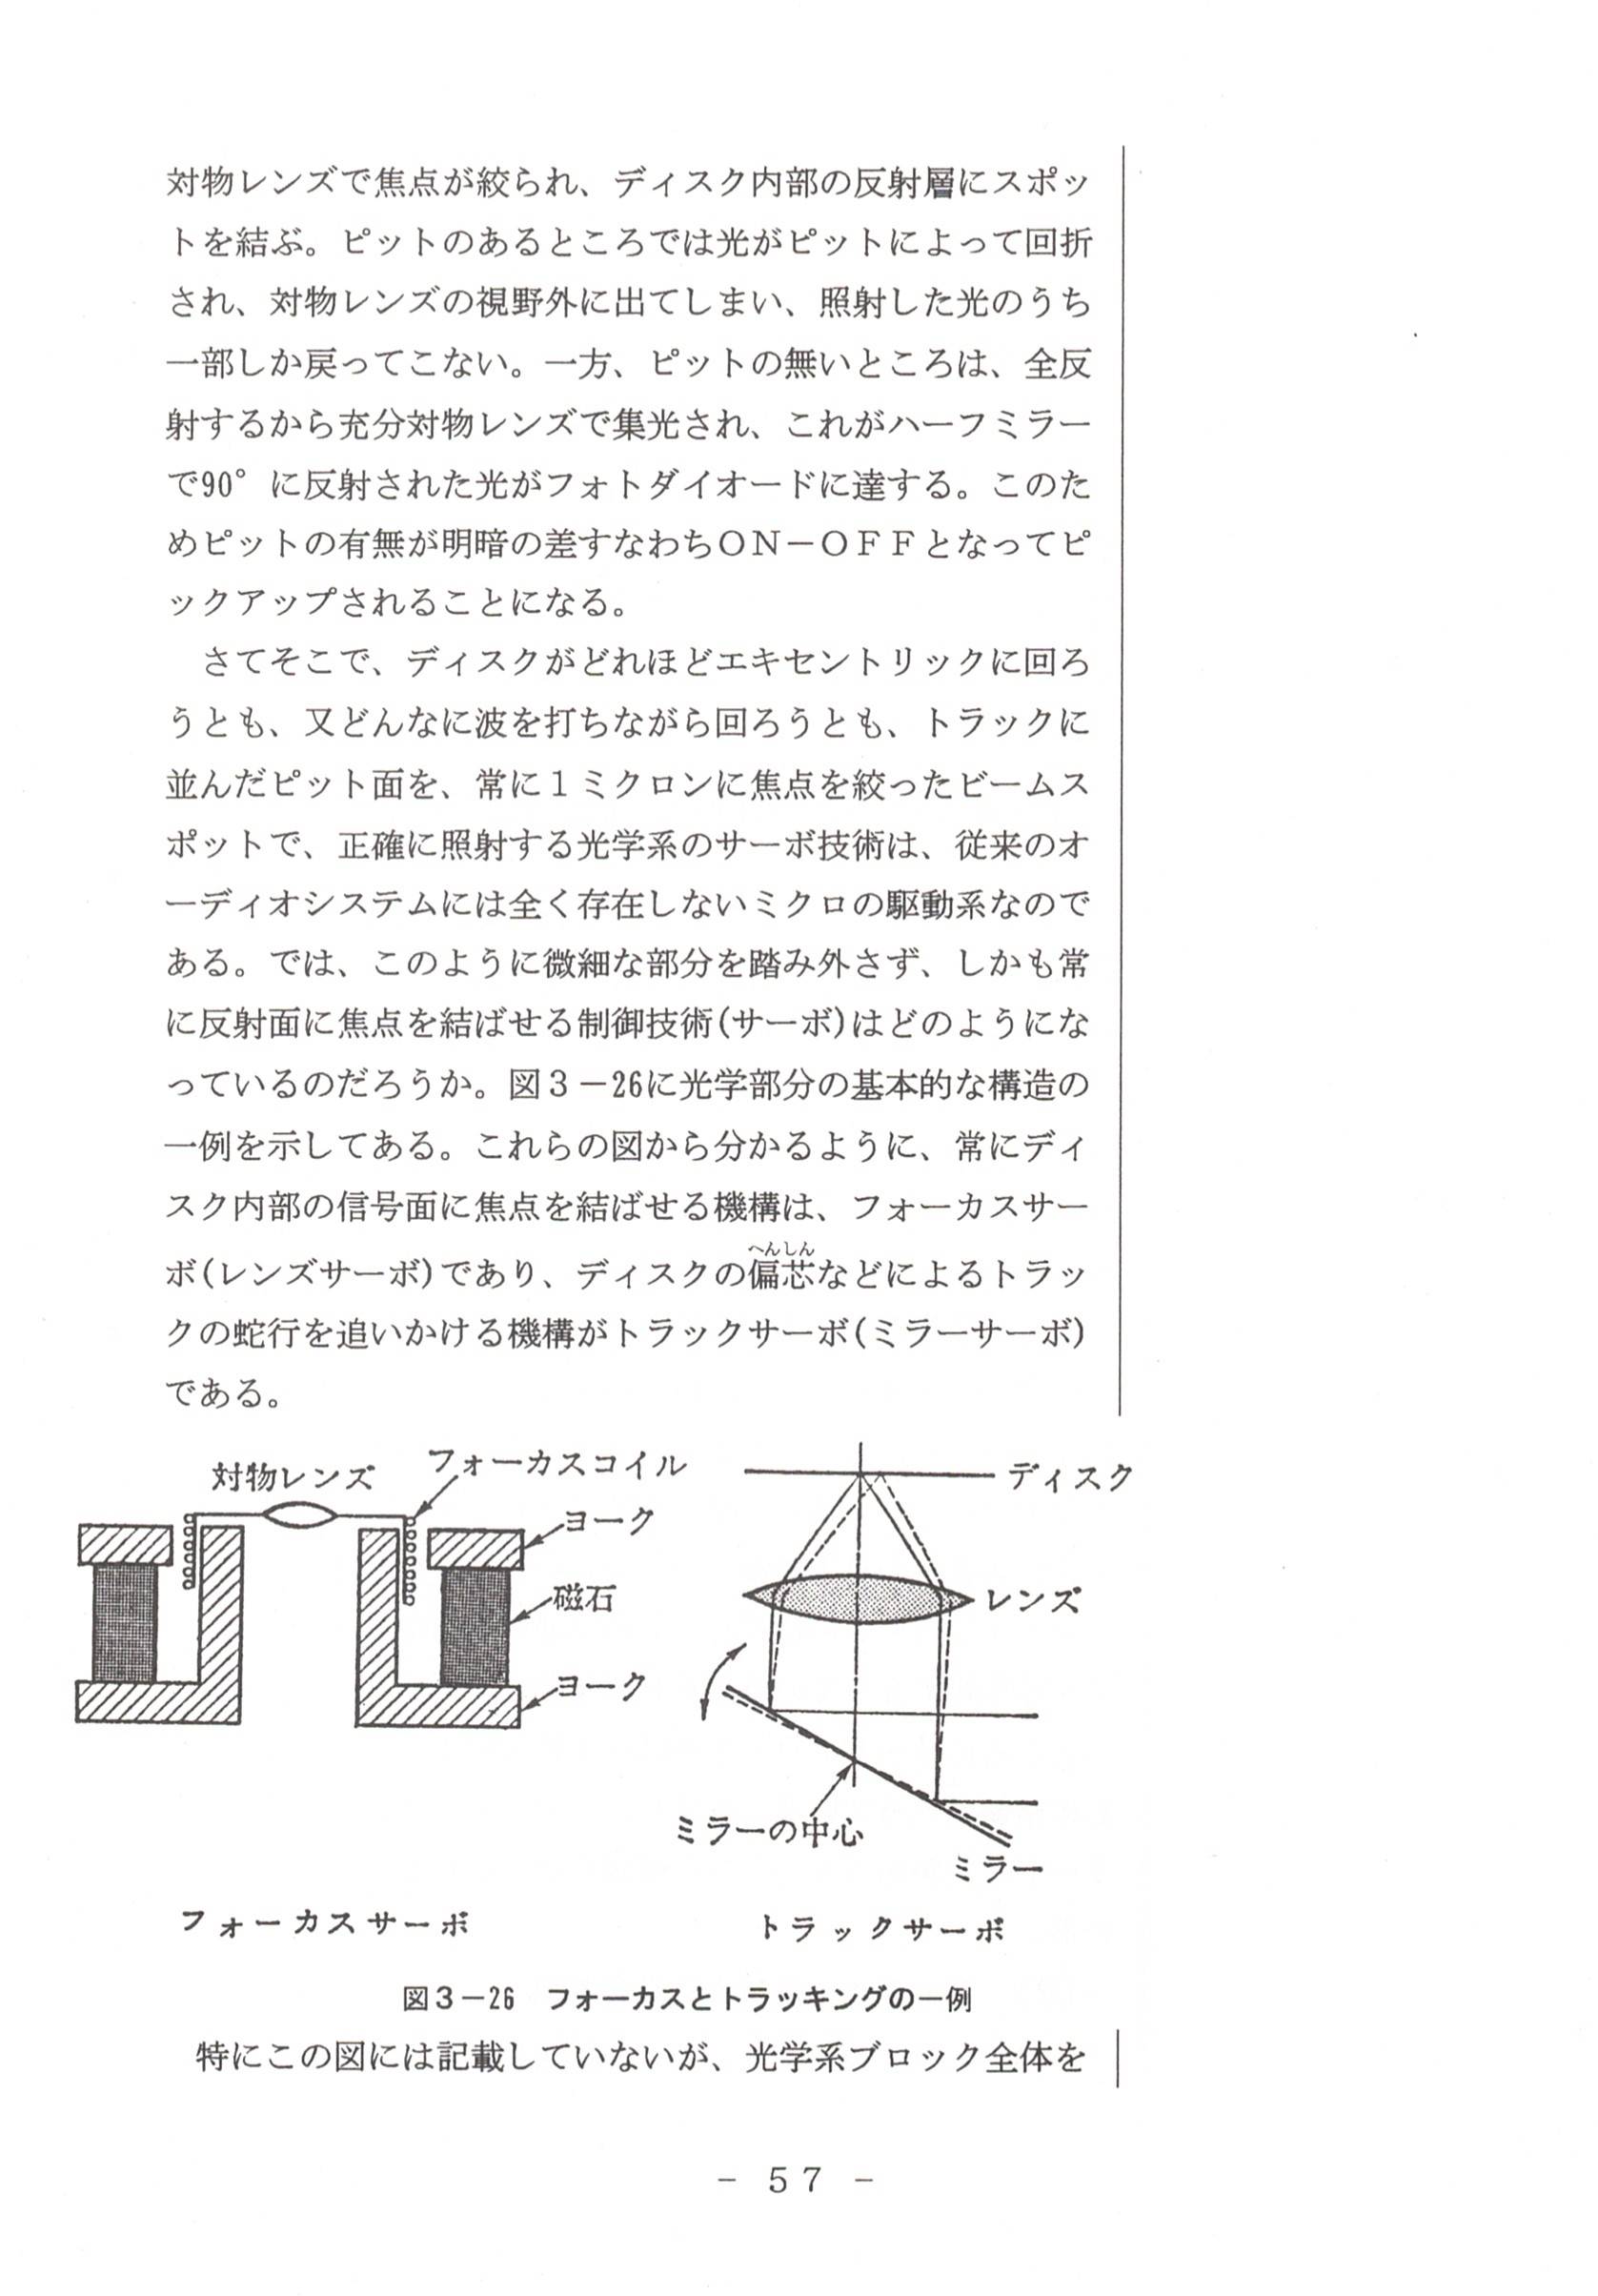 対物レンズで焦点が絞られ、ディスク内部の反射層にスポッ
トを結ぶ。ピットのあるところでは光がピットによって回折
され、対物レンズの視野外に出てしまい、照射した光のうち
一部しか戻ってこない。一方、ピットの無いところは、全反
射するから充分対物レンズで集光され、これがハーフミラー
で90°に反射された光がフォトダイオードに達する。このた
めピットの有無が明暗の差すなわちＯＮ－ＯＦＦとなってピ
ックアップされることになる。
　さてそこで、ディスクがどれほどエキセントリックに回ろ
うとも、又どんなに波を打ちながら回ろうとも、トラックに
並んだピット面を、常に１ミクロンに焦点を絞ったビームス
ポットで、正確に照射する光学系のサーボ技術は、従来のオ
ーディオシステムには全く存在しないミクロの駆動系なので
ある。では、このように微細な部分を踏み外さず、しかも常
に反射面に焦点を結ばせる制御技術(サーボ)はどのようにな
っているのだろうか。図３－26に光学部分の基本的な構造の
一例を示してある。これらの図から分かるように、常にディ
スク内部の信号面に焦点を結ばせる機構は、フォーカスサー
へんしん
ボ(レンズサーボ)であり、ディスクの偏芯などによるトラッ
クの蛇行を追いかける機構がトラックサーボ(ミラーサーボ)
である。
対物レンズ
フォーカスコイル
ヨーク
磁石
ヨーク
フォーカスサーボ
ディスク
レンズ
ミラーの中心
ミラー
トラックサーボ
図３－26　フォーカスとトラッキングの一例
　特にこの図には記載していないが、光学系ブロック全体を
－ 57 －